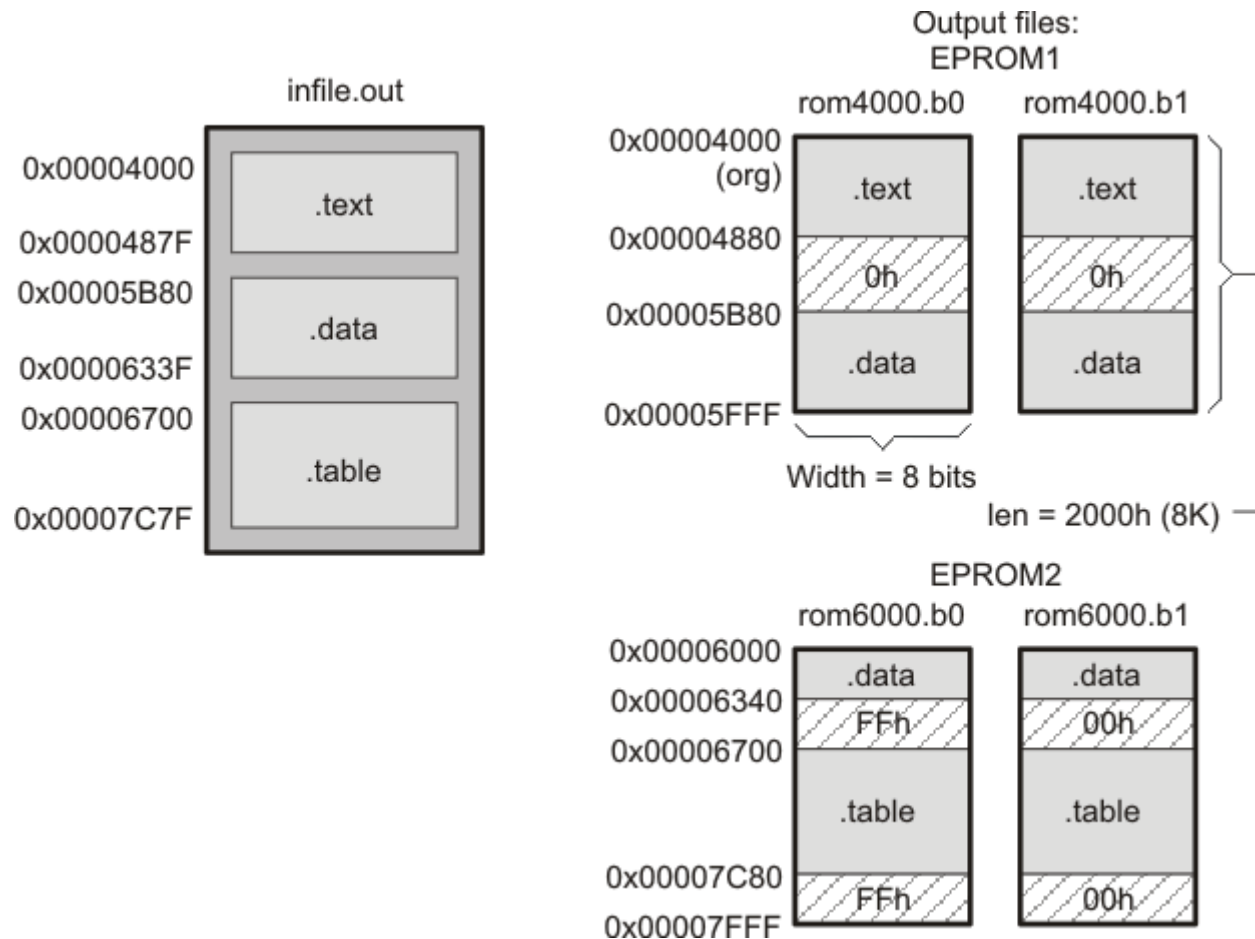 infile.out
0x00004000
.text
0x0000487F
0x00005B80
.data
0x0000633F
0x00006700
.table
0x00007C7F
Output files:
EPROM1
rom4000.b0 rom4000.b1
0x00004000
(org)
.text .text
0x00004880
0h 0h
0x00005B80
.data .data
0x00005FFF
Width = 8 bits
len = 2000h (8K)
EPROM2
rom6000.b0 rom6000.b1
0x00006000
.data .data
0x00006340
FFh 00h
0x00006700
.table .table
0x00007C80
FFh 00h
0x00007FFF